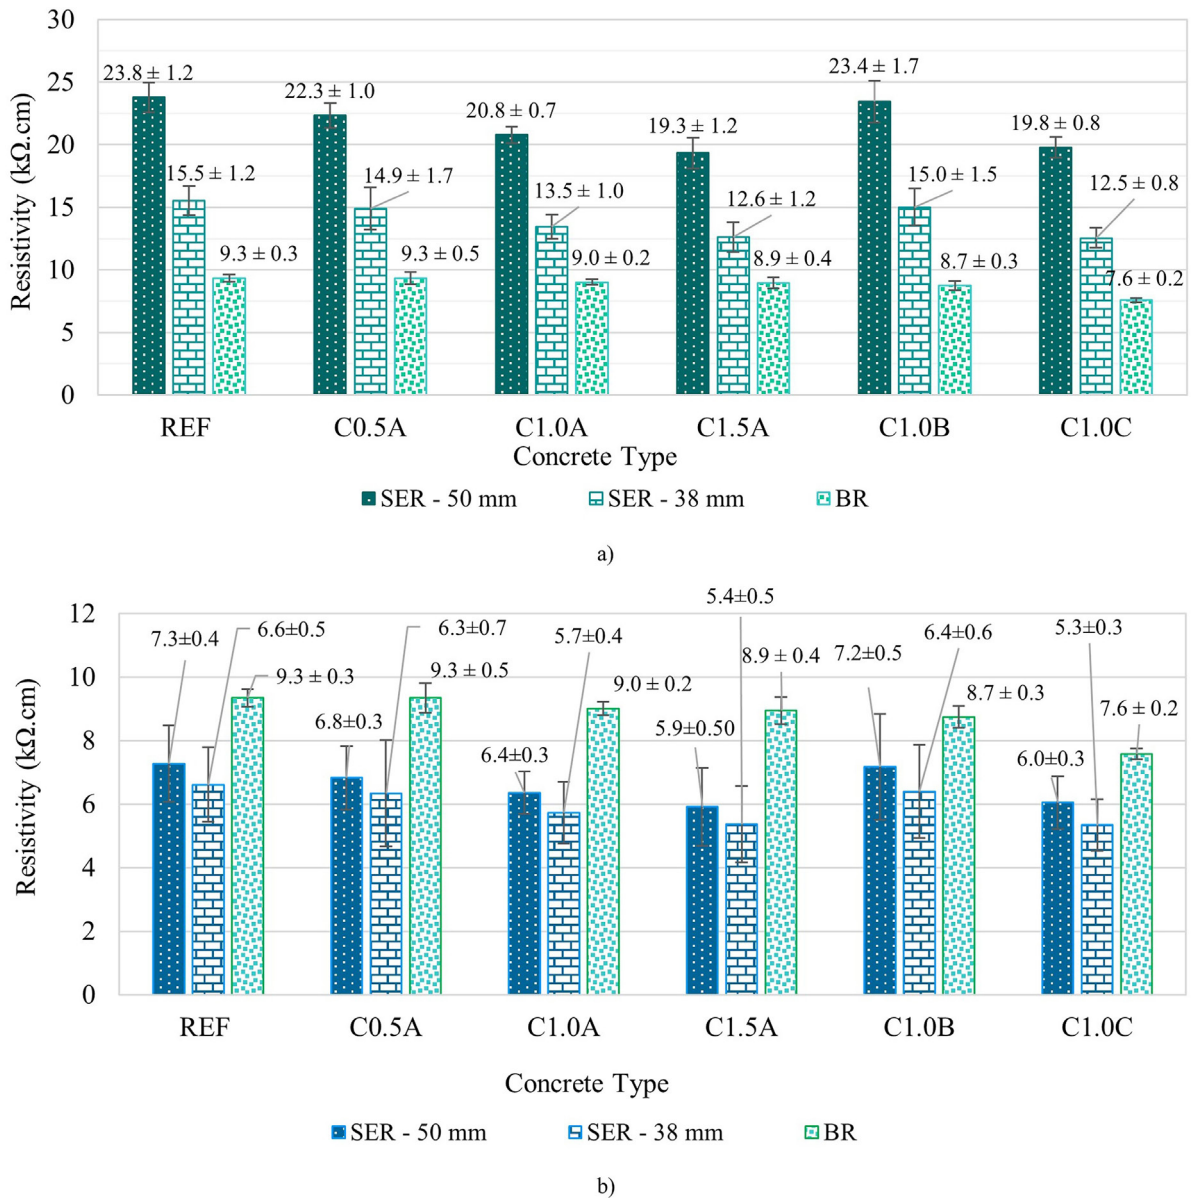 30
25
20
15
10
5
0
Resistivity (kΩ.cm)
23.8 ± 1.2
15.5 ± 1.2
9.3 ± 0.3
22.3 ± 1.0
14.9 ± 1.7
9.3 ± 0.5
20.8 ± 0.7
13.5 ± 1.0
9.0 ± 0.2
19.3 ± 1.2
12.6 ± 1.2
8.9 ± 0.4
23.4 ± 1.7
15.0 ± 1.5
8.7 ± 0.3
19.8 ± 0.8
12.5 ± 0.8
7.6 ± 0.2
REF C0.5A C1.0A C1.5A C1.0B C1.0C
Concrete Type
SER - 50 mm SER - 38 mm BR
a)
12
10
8
6
4
2
0
Resistivity (kΩ.cm)
7.3±0.4
6.6±0.5
9.3 ± 0.3
6.8±0.3
6.3±0.7
9.3 ± 0.5
6.4±0.3
5.7±0.4
9.0 ± 0.2
5.9±0.50
5.4±0.5
8.9 ± 0.4
7.2±0.5
6.4±0.6
8.7 ± 0.3
6.0±0.3
5.3±0.3
7.6 ± 0.2
REF C0.5A C1.0A C1.5A C1.0B C1.0C
Concrete Type
SER - 50 mm SER - 38 mm BR
b)